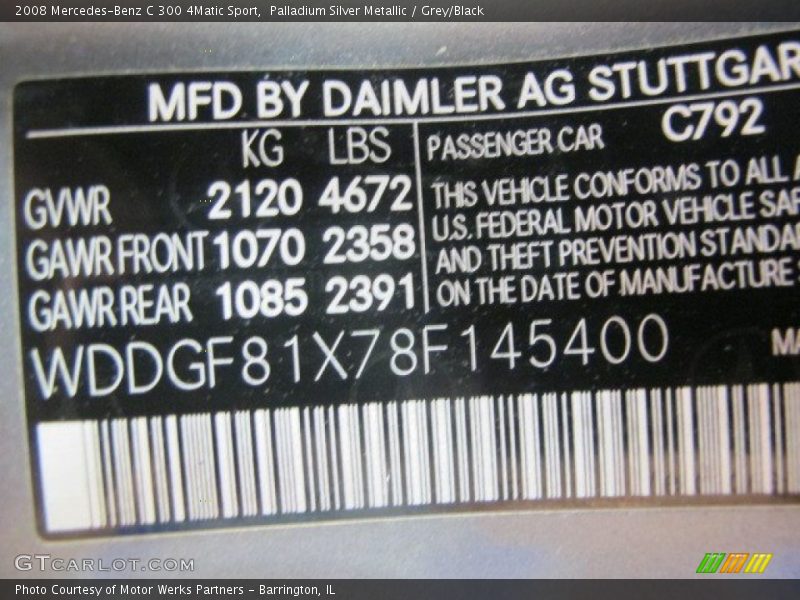 2008 Mercedes-Benz C 300 4Matic Sport,  Palladium Silver Metallic / Grey/Black
MFD BY DAIMLER AG STUTTGAR
KG LBS
GVWR 2120 4672
GAWR FRONT 1070 2358
GAWR REAR 1085 2391
PASSENGER CAR C792
THIS VEHICLE CONFORMS TO ALL A
U.S. FEDERAL MOTOR VEHICLE SAF
AND THEFT PREVENTION STANDA
ON THE DATE OF MANUFACTURE
WDDGF81X78F145400
MA
GTCARLOT.COM
Photo Courtesy of Motor Werks Partners - Barrington, IL